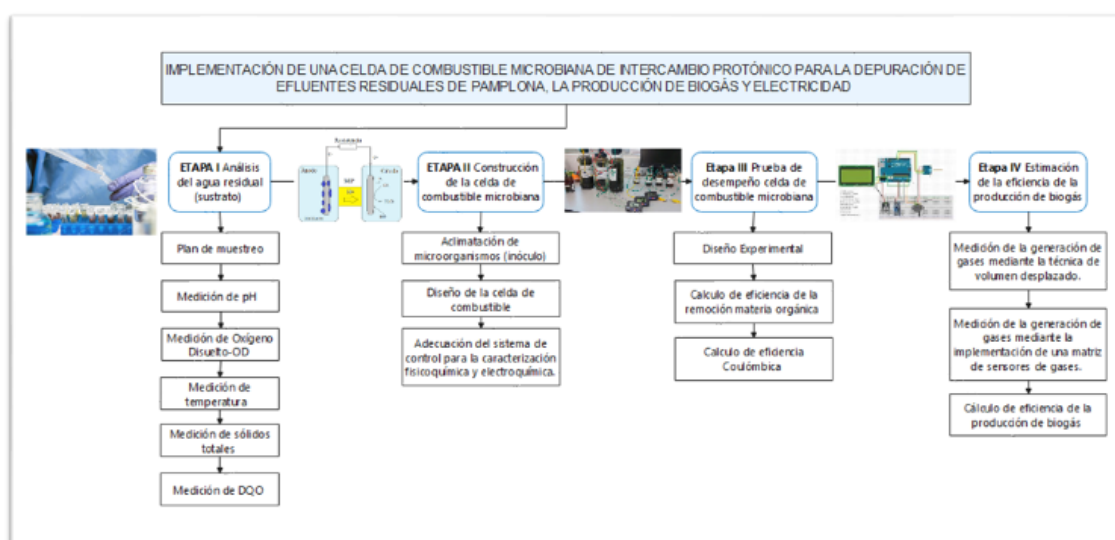 IMPLEMENTACIÓN DE UNA CELDA DE COMBUSTIBLE MICROBIANA DE INTERCAMBIO PROTÓNICO PARA LA DEPURACIÓN DE
EFLUENTES RESIDUALES DE PAMPLONA, LA PRODUCCIÓN DE BIOGÁS Y ELECTRICIDAD
ETAPA I Análisis
del agua residual
(sustrato)
Plan de muestreo
Medición de pH
Medición de Oxígeno
Disuelto-OD
Medición de
temperatura
Medición de sólidos
totales
Medición de DQO
ETAPA II Construcción
de la celda de
combustible microbiana
Aclimatación de
microorganismos (inóculo)
Diseño de la celda de
combustible
Adecuación del sistema de
control para la caracterización
fisicoquímica y electroquímica.
Etapa III Prueba de
desempeño celda de
combustible microbiana
Diseño Experimental
Calculo de eficiencia de la
remoción materia orgánica
Calculo de eficiencia
Coulómbica
Etapa IV Estimación
de la eficiencia de la
producción de biogás
Medición de la generación de
gases mediante la técnica de
volumen desplazado.
Medición de la generación de
gases mediante la
implementación de una matriz
de sensores de gases.
Cálculo de eficiencia de la
producción de biogás